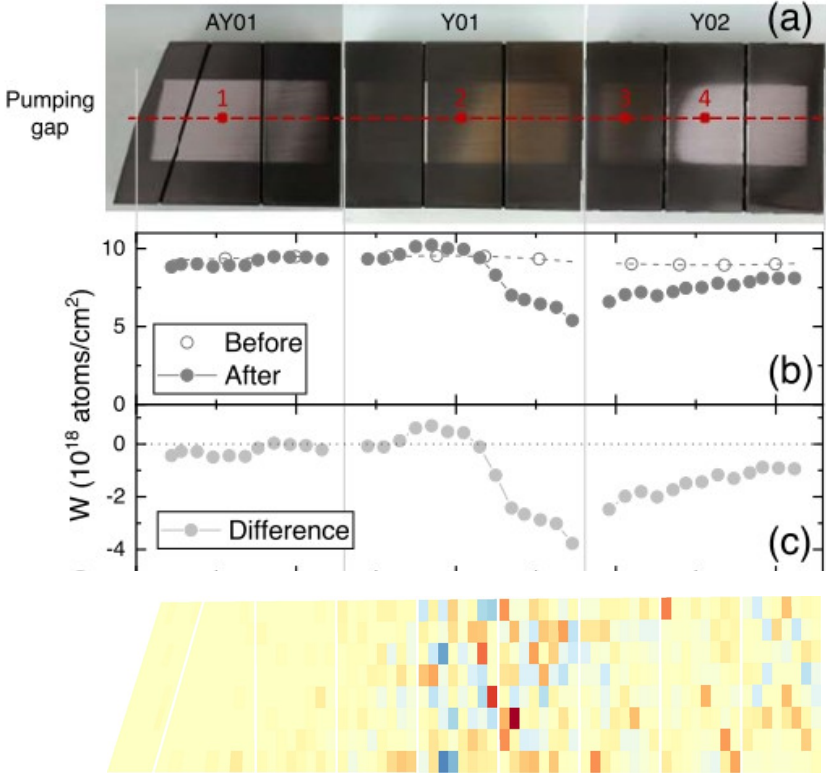 AY01 Y01 Y02 (a)
Pumping gap
1 2 3 4
10
5
0
Before
After
(b)
W (10¹⁸ atoms/cm²)
0
-2
-4
Difference
(c)